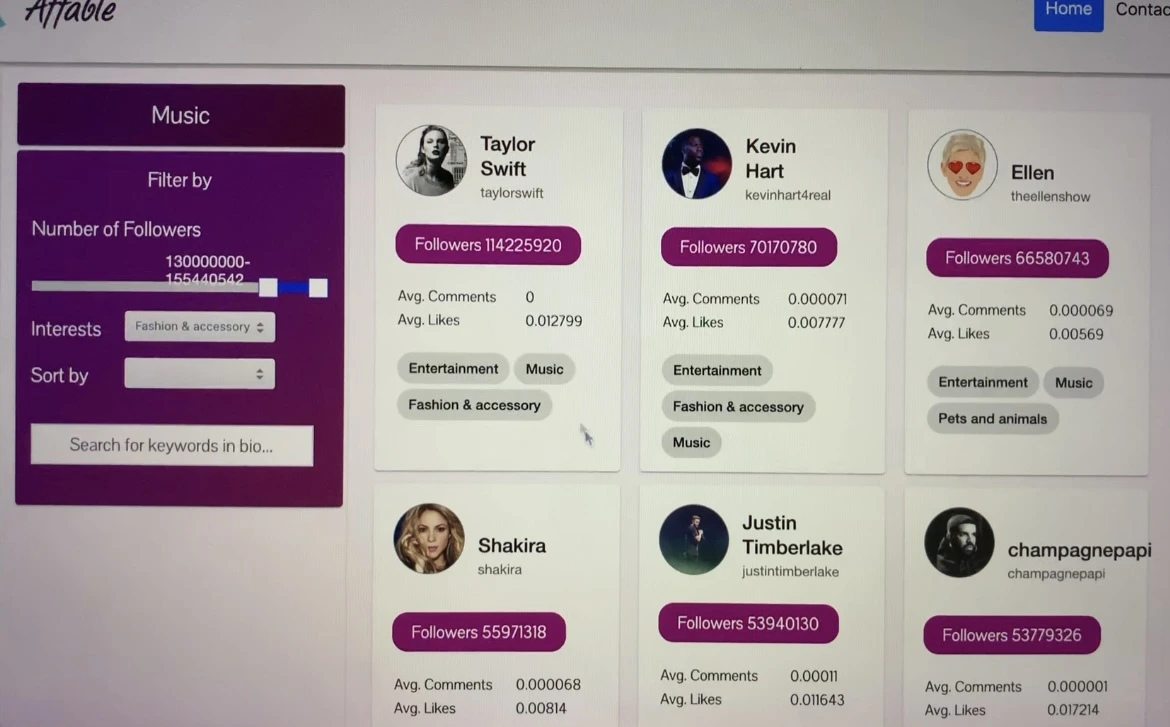 Affable
Home
Music
Filter by
Number of Followers
130000000-
155440542
Interests
Fashion & accessory
Sort by
Search for keywords in bio...
Taylor
Swift
taylorswift
Followers 114225920
Avg. Comments 0
Avg. Likes 0.012799
Entertainment Music
Fashion & accessory
Kevin
Hart
kevinhart4real
Followers 70170780
Avg. Comments 0.000071
Avg. Likes 0.007777
Entertainment
Fashion & accessory
Music
Ellen
theellenshow
Followers 66580743
Avg. Comments 0.000069
Avg. Likes 0.00569
Entertainment Music
Pets and animals
Shakira
shakira
Followers 55971318
Avg. Comments 0.000068
Avg. Likes 0.00814
Justin
Timberlake
justintimberlake
Followers 53940130
Avg. Comments 0.00011
Avg. Likes 0.011643
champagnepapi
champagnepapi
Followers 53779326
Avg. Comments 0.000001
Avg. Likes 0.017214